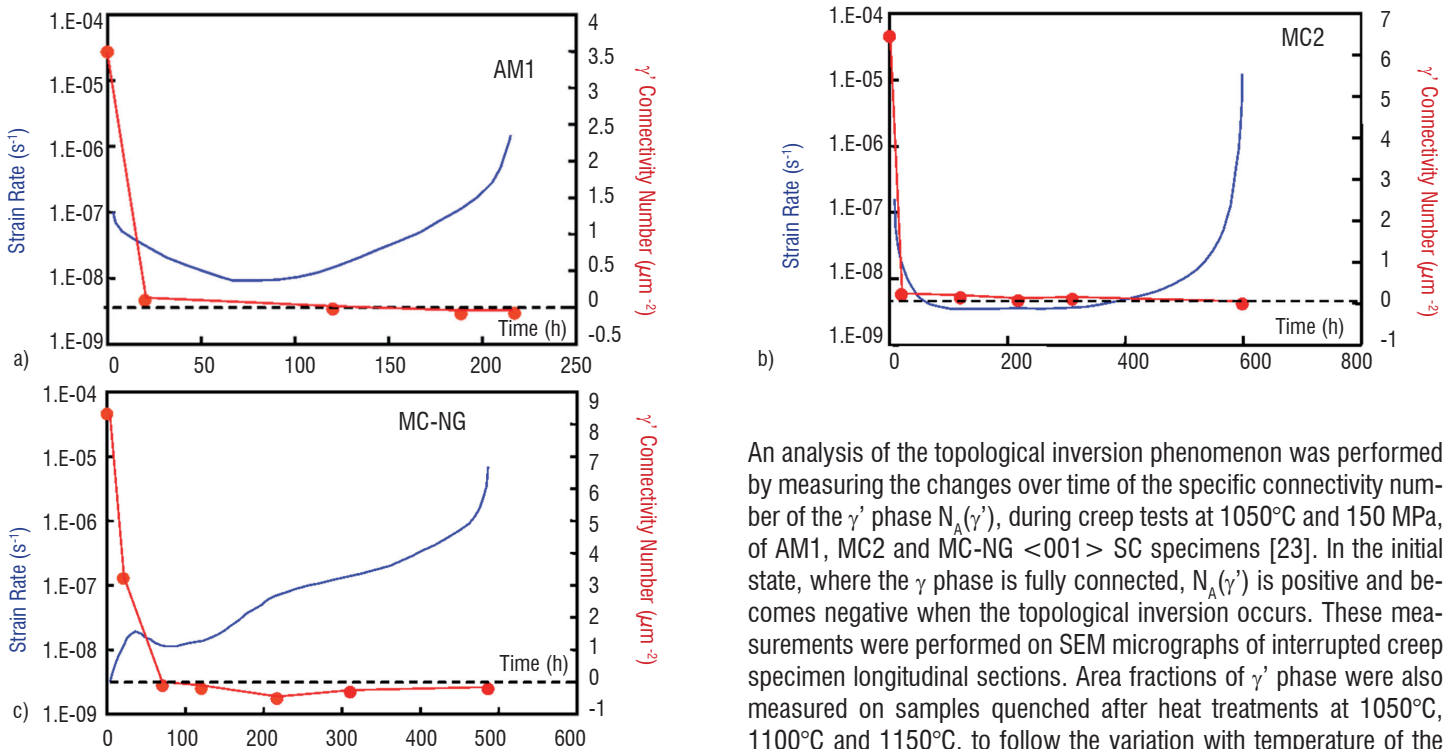 1.E-04
1.E-05
1.E-06
1.E-07
1.E-08
1.E-09
Strain Rate (s-1)
AM1
4
3.5
3
2.5
2
1.5
1
0.5
0
-0.5
γ' Connectivity Number (μm -2)
Time (h)
0 50 100 150 200 250
a)
1.E-04
1.E-05
1.E-06
1.E-07
1.E-08
1.E-09
Strain Rate (s-1)
MC2
7
6
5
4
3
2
1
0
-1
γ' Connectivity Number (μm -2)
Time (h)
0 200 400 600 800
b)
1.E-04
1.E-05
1.E-06
1.E-07
1.E-08
1.E-09
Strain Rate (s-1)
MC-NG
9
8
7
6
5
4
3
2
1
0
-1
γ' Connectivity Number (μm -2)
Time (h)
0 100 200 300 400 500 600
c)
An analysis of the topological inversion phenomenon was performed
by measuring the changes over time of the specific connectivity num-
ber of the γ' phase NA(γ'), during creep tests at 1050°C and 150 MPa,
of AM1, MC2 and MC-NG <001> SC specimens [23]. In the initial
state, where the γ phase is fully connected, NA(γ') is positive and be-
comes negative when the topological inversion occurs. These mea-
surements were performed on SEM micrographs of interrupted creep
specimen longitudinal sections. Area fractions of γ' phase were also
measured on samples quenched after heat treatments at 1050°C,
1100°C and 1150°C, to follow the variation with temperature of the